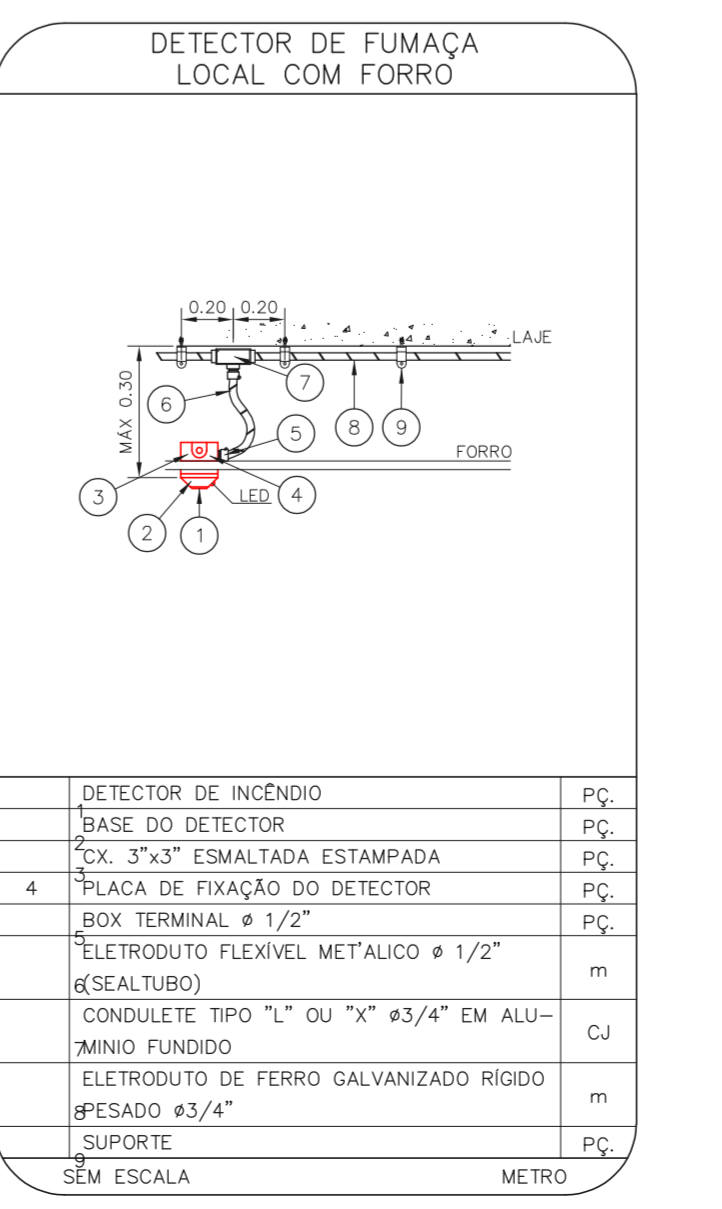 DETECTOR DE FUMAÇA
LOCAL COM FORRO
0.20 0.20
LAJE
MÁX 0.30
7
6
5
8
9
FORRO
3
LED
4
2
1
1 DETECTOR DE INCÊNDIO PÇ.
2 BASE DO DETECTOR PÇ.
3 CX. 3"x3" ESMALTADA ESTAMPADA PÇ.
4 PLACA DE FIXAÇÃO DO DETECTOR PÇ.
5 BOX TERMINAL ø 1/2" PÇ.
ELETRODUTO FLEXÍVEL MET'ALICO ø 1/2"
6 (SEALTUBO) m
CONDULETE TIPO "L" OU "X" ø3/4" EM ALU-
7 MINIO FUNDIDO CJ
ELETRODUTO DE FERRO GALVANIZADO RÍGIDO
8 PESADO ø3/4" m
9 SUPORTE PÇ.
SEM ESCALA METRO